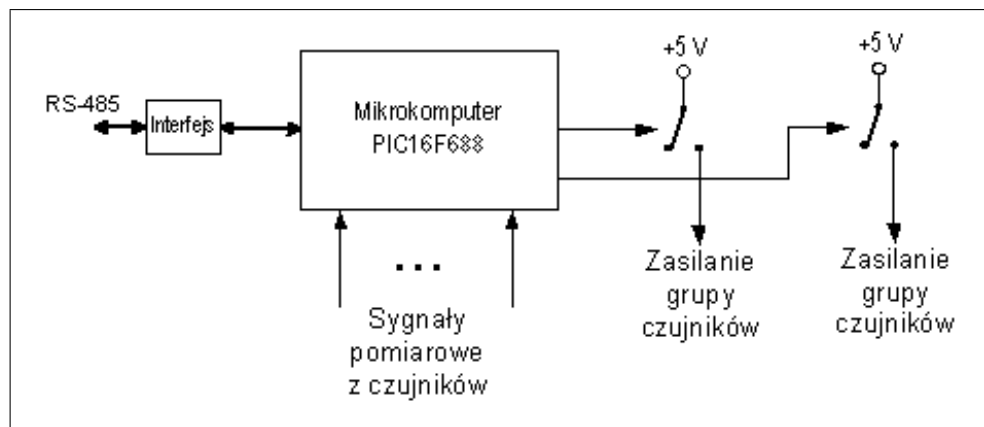 RS-485
Interfejs
Mikrokomputer
PIC16F688
+5 V
+5 V
Sygnały
pomiarowe
z czujników
Zasilanie
grupy
czujników
Zasilanie
grupy
czujników